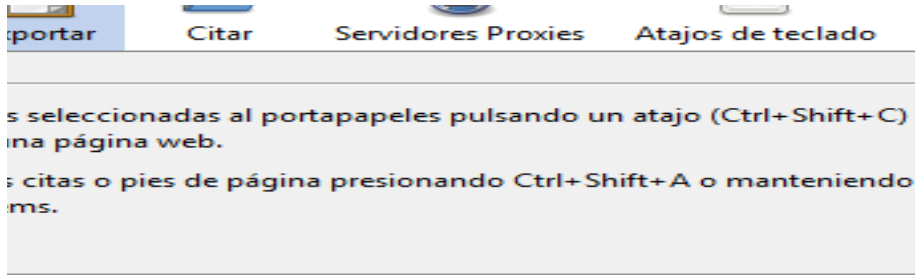 xportar Citar Servidores Proxies Atajos de teclado
s seleccionadas al portapapeles pulsando un atajo (Ctrl+Shift+C)
una página web.
s citas o pies de página presionando Ctrl+Shift+A o manteniendo
ems.